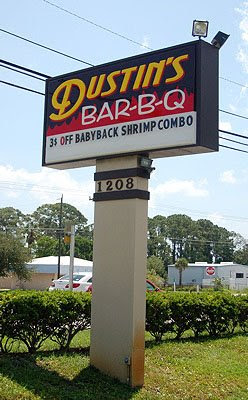 DUSTIN'S
BAR-B-Q
3$ OFF BABYBACK SHRIMP COMBO
1208